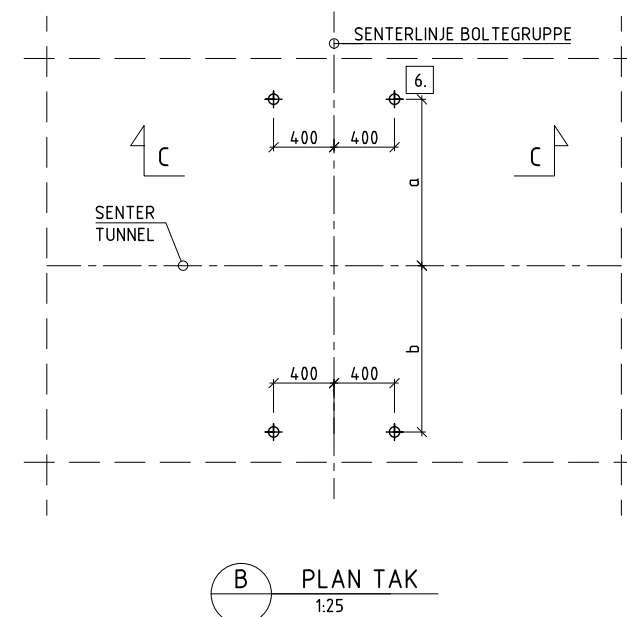 SENTERLINJE BOLTEGRUPPE
6.
400 400
C C
a
SENTER
TUNNEL
b
400 400
B PLAN TAK
1:25